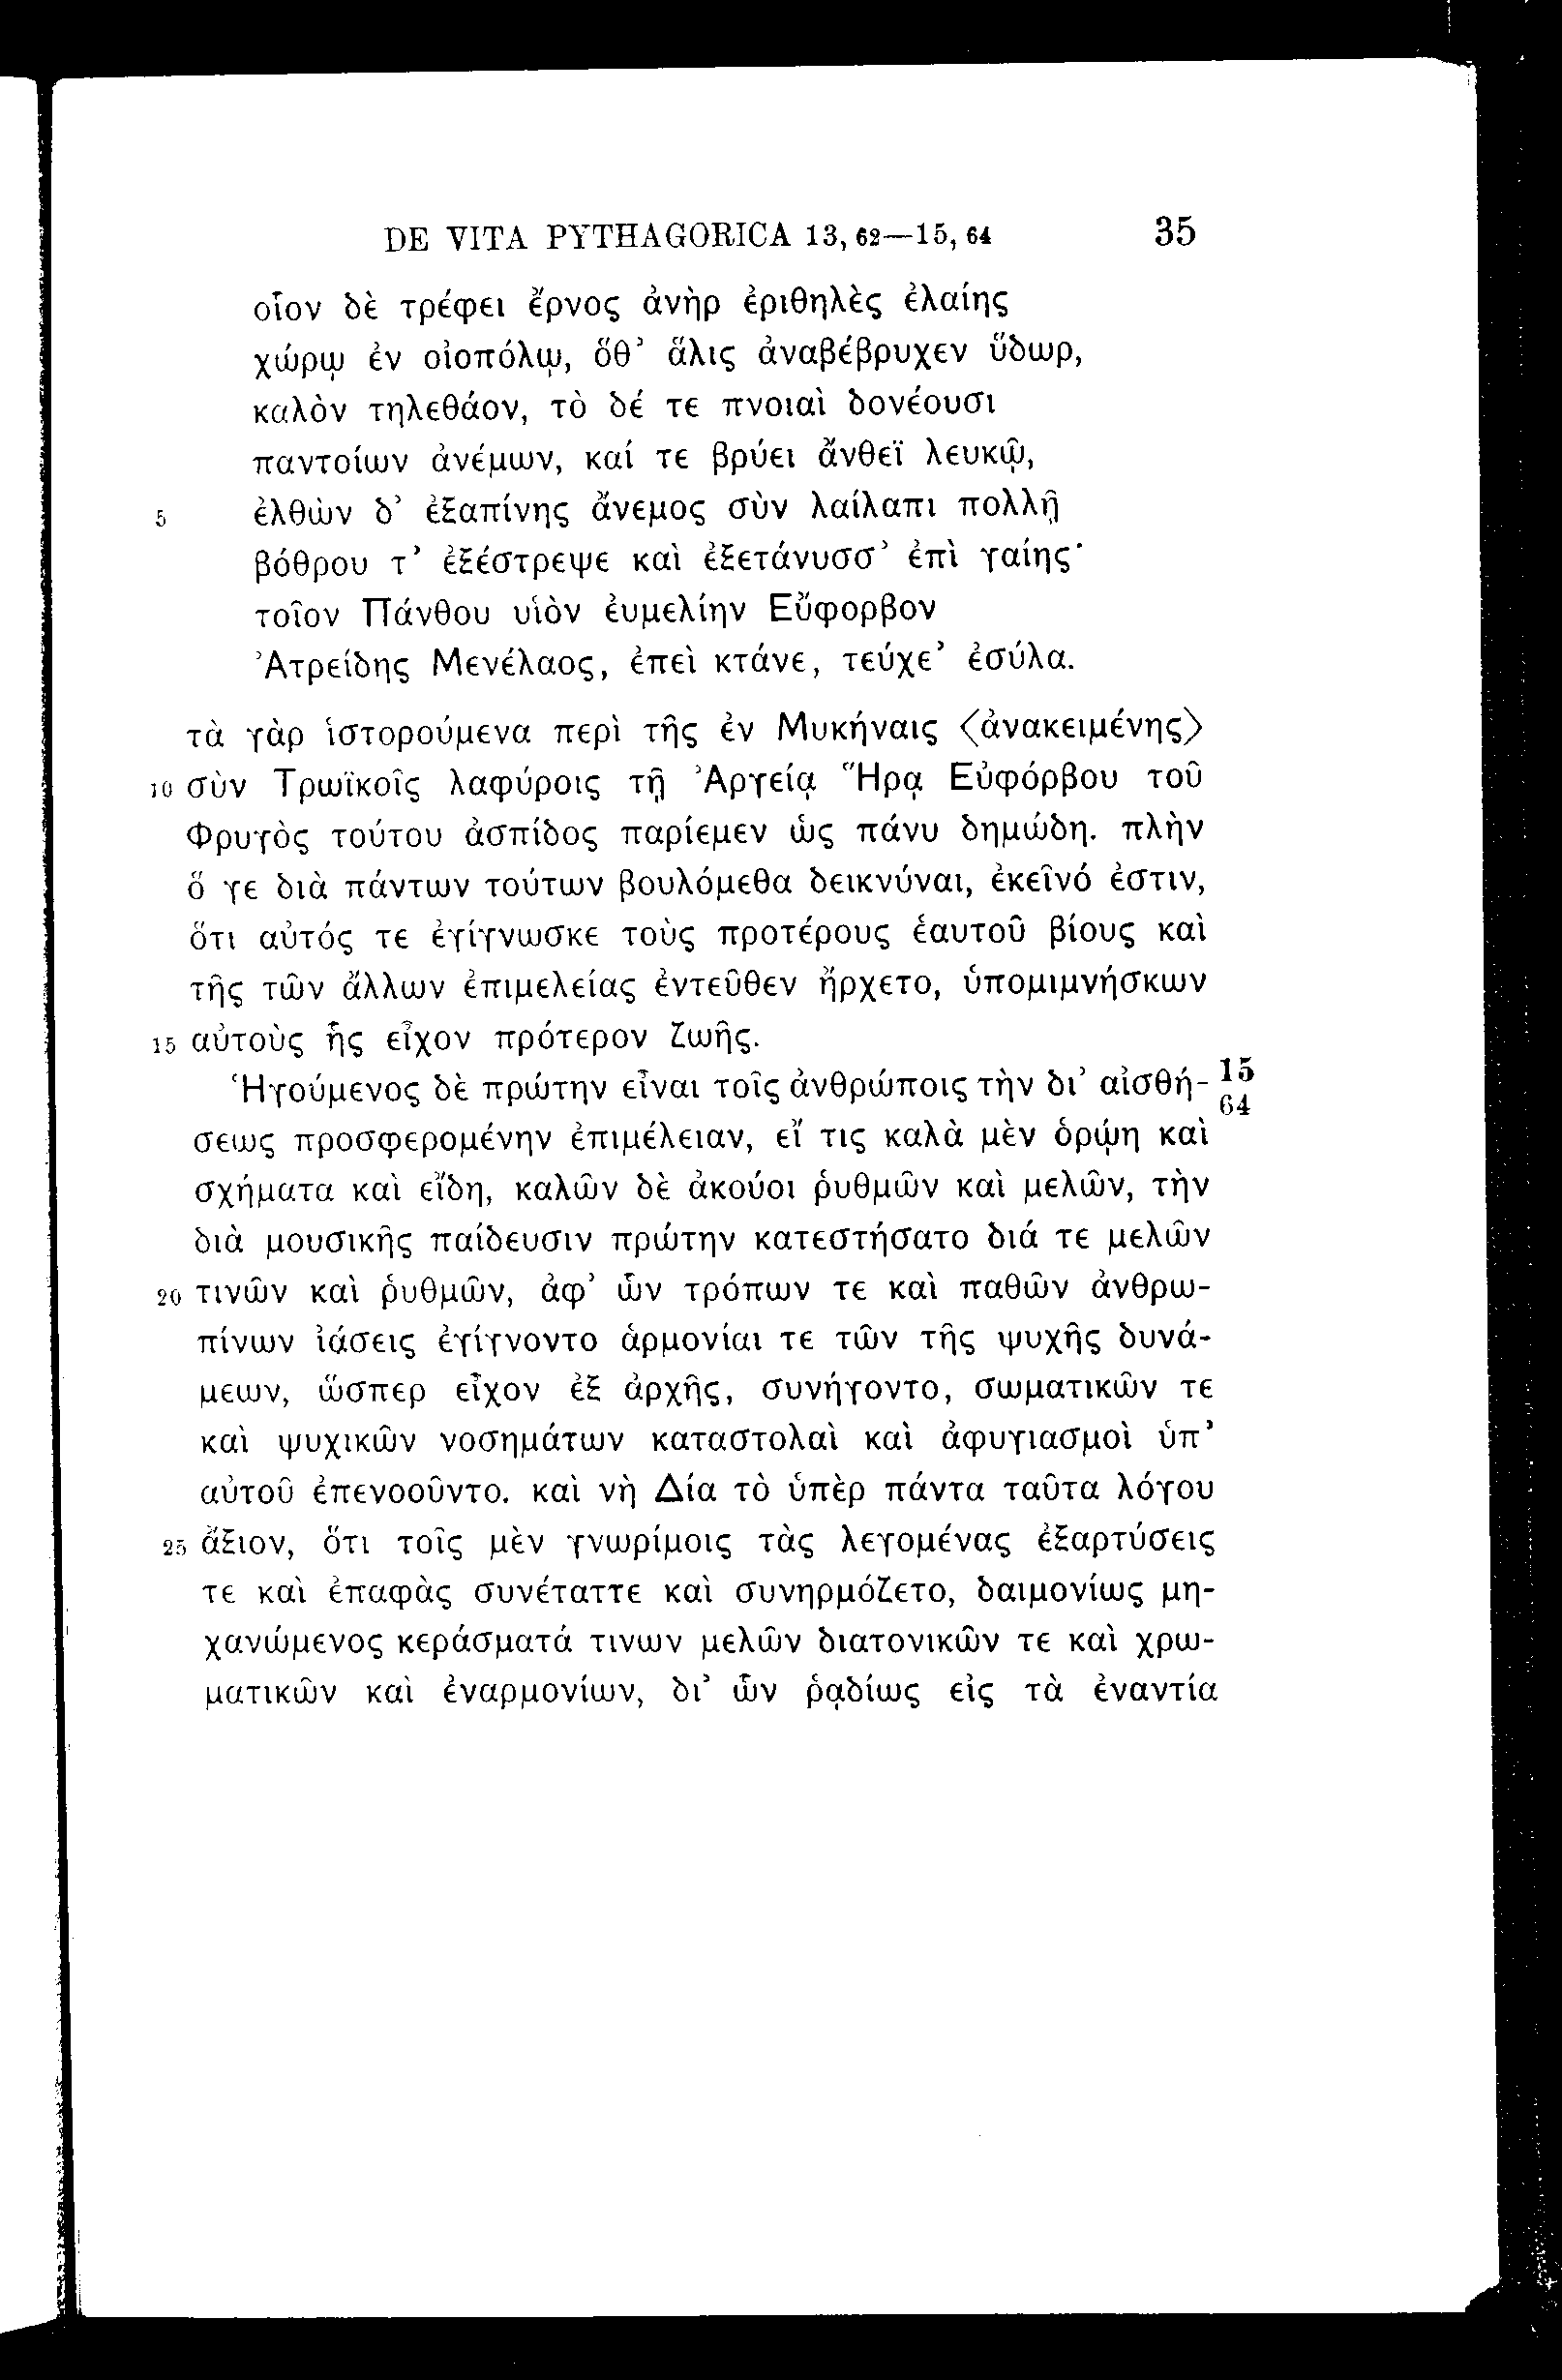 DE VITA PYTHAGORICA 13, 62—15, 64 35
οἷον δὲ τρέφει ἔρνος ἀνὴρ ἐριθηλὲς ἐλαίης
χώρῳ ἐν οἰοπόλῳ, ὅθ᾽ ἅλις ἀναβέβρυχεν ὕδωρ,
καλὸν τηλεθάον, τὸ δέ τε πνοιαὶ δονέουσι
παντοίων ἀνέμων, καί τε βρύει ἄνθεϊ λευκῷ,
5 ἐλθὼν δ᾽ ἐξαπίνης ἄνεμος σὺν λαίλαπι πολλῇ
βόθρου τ᾽ ἐξέστρεψε καὶ ἐξετάνυσσ᾽ ἐπὶ γαίης·
τοῖον Πάνθου υἱὸν ἐυμελίην Εὔφορβον
Ἀτρείδης Μενέλαος, ἐπεὶ κτάνε, τεύχε᾽ ἐσύλα.
τὰ γὰρ ἱστορούμενα περὶ τῆς ἐν Μυκήναις ⟨ἀνακειμένης⟩
10 σὺν Τρωϊκοῖς λαφύροις τῇ Ἀργείᾳ Ἥρᾳ Εὐφόρβου τοῦ
Φρυγὸς τούτου ἀσπίδος παρίεμεν ὡς πάνυ δημώδη. πλὴν
ὅ γε διὰ πάντων τούτων βουλόμεθα δεικνύναι, ἐκεῖνό ἐστιν,
ὅτι αὐτός τε ἐγίγνωσκε τοὺς προτέρους ἑαυτοῦ βίους καὶ
τῆς τῶν ἄλλων ἐπιμελείας ἐντεῦθεν ἤρχετο, ὑπομιμνήσκων
15 αὐτοὺς ἧς εἶχον πρότερον ζωῆς.
Ἡγούμενος δὲ πρώτην εἶναι τοῖς ἀνθρώποις τὴν δι᾽ αἰσθή- 15
64
σεως προσφερομένην ἐπιμέλειαν, εἴ τις καλὰ μὲν ὁρῴη καὶ
σχήματα καὶ εἴδη, καλῶν δὲ ἀκούοι ῥυθμῶν καὶ μελῶν, τὴν
διὰ μουσικῆς παίδευσιν πρώτην κατεστήσατο διά τε μελῶν
20 τινῶν καὶ ῥυθμῶν, ἀφ᾽ ὧν τρόπων τε καὶ παθῶν ἀνθρω-
πίνων ἰάσεις ἐγίγνοντο ἁρμονίαι τε τῶν τῆς ψυχῆς δυνά-
μεων, ὥσπερ εἶχον ἐξ ἀρχῆς, συνήγοντο, σωματικῶν τε
καὶ ψυχικῶν νοσημάτων καταστολαὶ καὶ ἀφυγιασμοὶ ὑπ᾽
αὐτοῦ ἐπενοοῦντο. καὶ νὴ Δία τὸ ὑπὲρ πάντα ταῦτα λόγου
25 ἄξιον, ὅτι τοῖς μὲν γνωρίμοις τὰς λεγομένας ἐξαρτύσεις
τε καὶ ἐπαφὰς συνέταττε καὶ συνηρμόζετο, δαιμονίως μη-
χανώμενος κεράσματά τινων μελῶν διατονικῶν τε καὶ χρω-
ματικῶν καὶ ἐναρμονίων, δι᾽ ὧν ῥᾳδίως εἰς τὰ ἐναντία